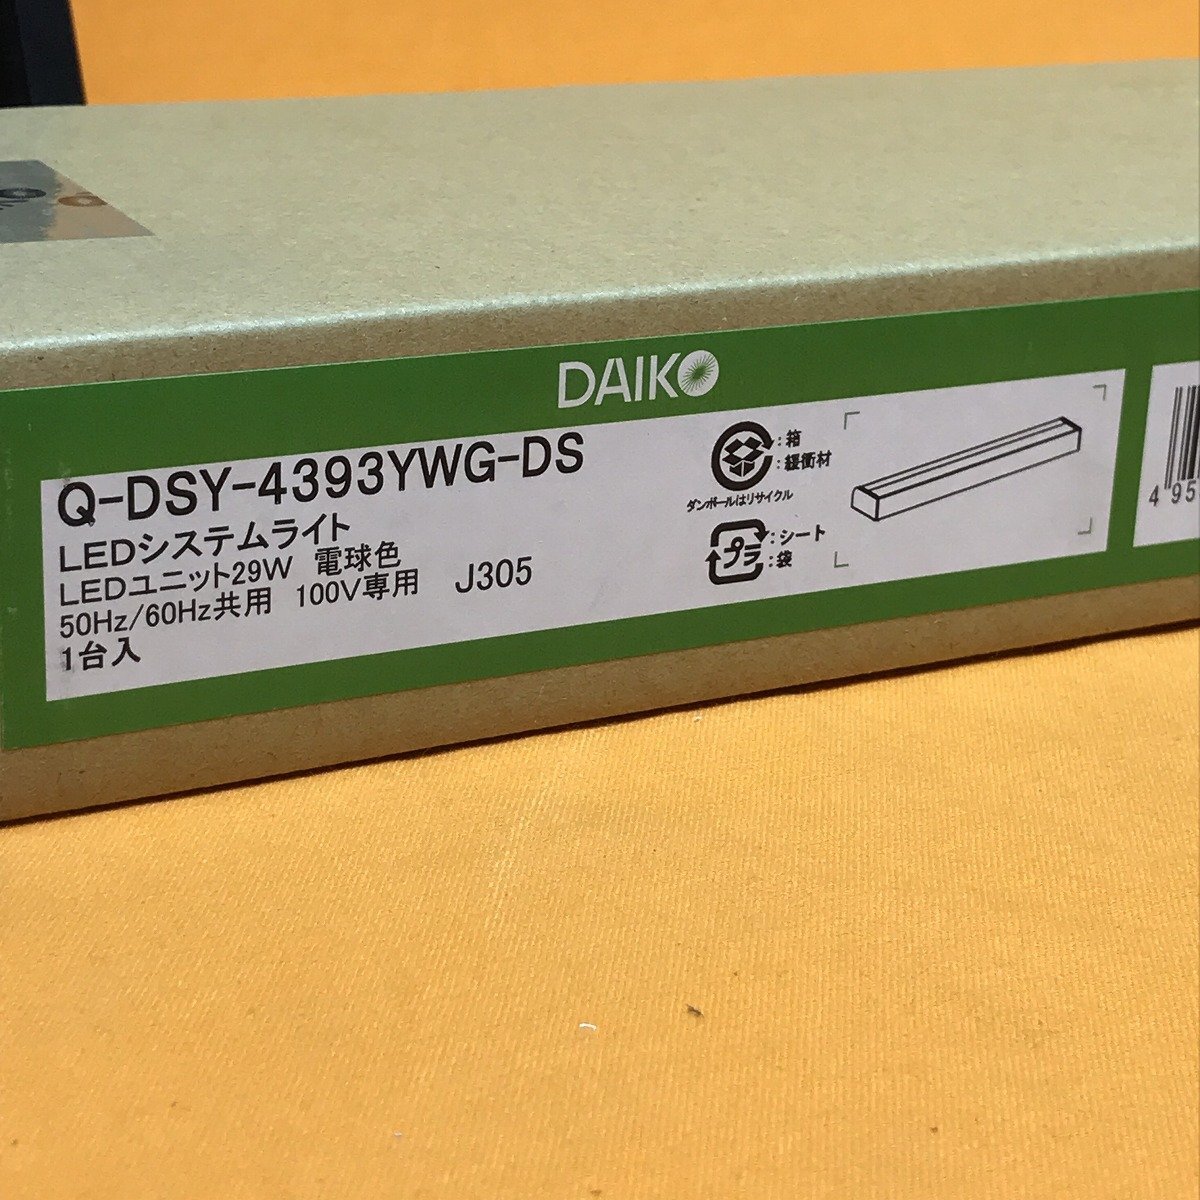 DAIKO
Q-DSY-4393YWG-DS
LEDシステムライト
LEDユニット29W 電球色
50Hz/60Hz共用 100V専用 J305
1台入
:箱
:緩衝材
ダンボールはリサイクル
プラ
:シート
:袋
4 95